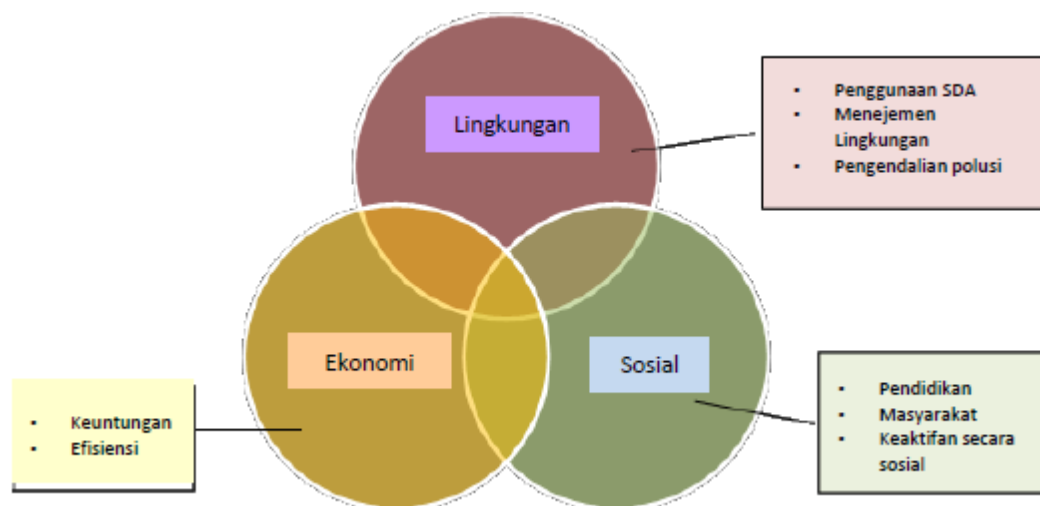 Lingkungan
• Penggunaan SDA
• Menejemen
Lingkungan
• Pengendalian polusi
Ekonomi
Sosial
• Keuntungan
• Efisiensi
• Pendidikan
• Masyarakat
• Keaktifan secara
sosial